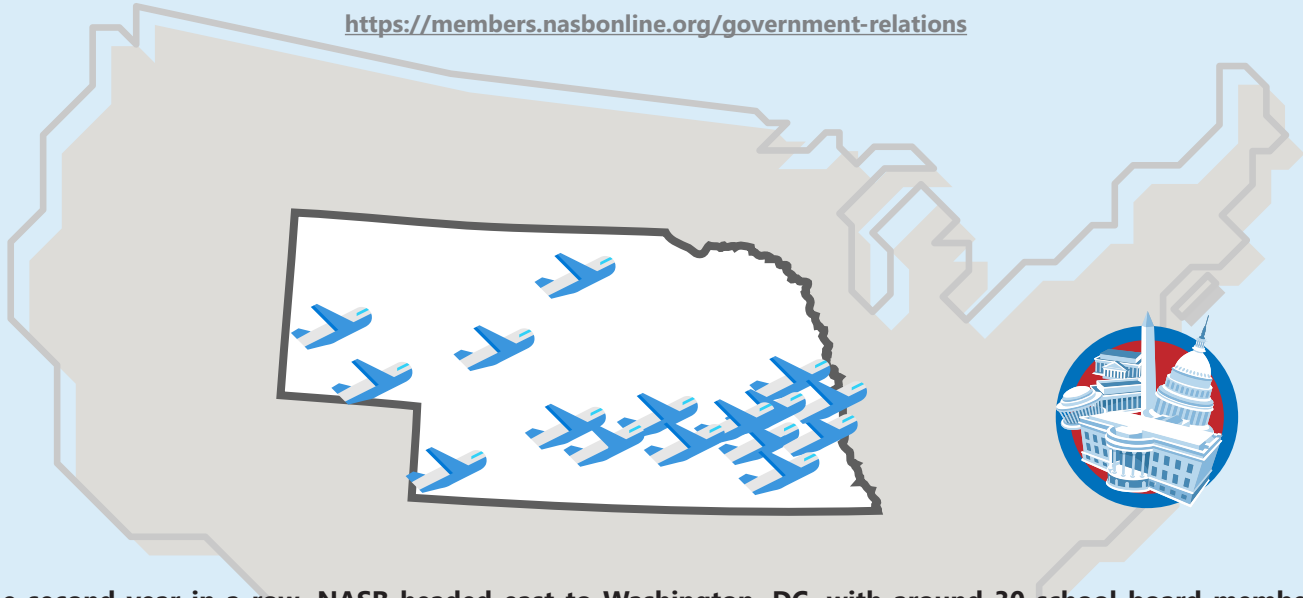 https://members.nasbonline.org/government-relations
second year in a row, NASB headed east to Washington, DC, with around 30 school board